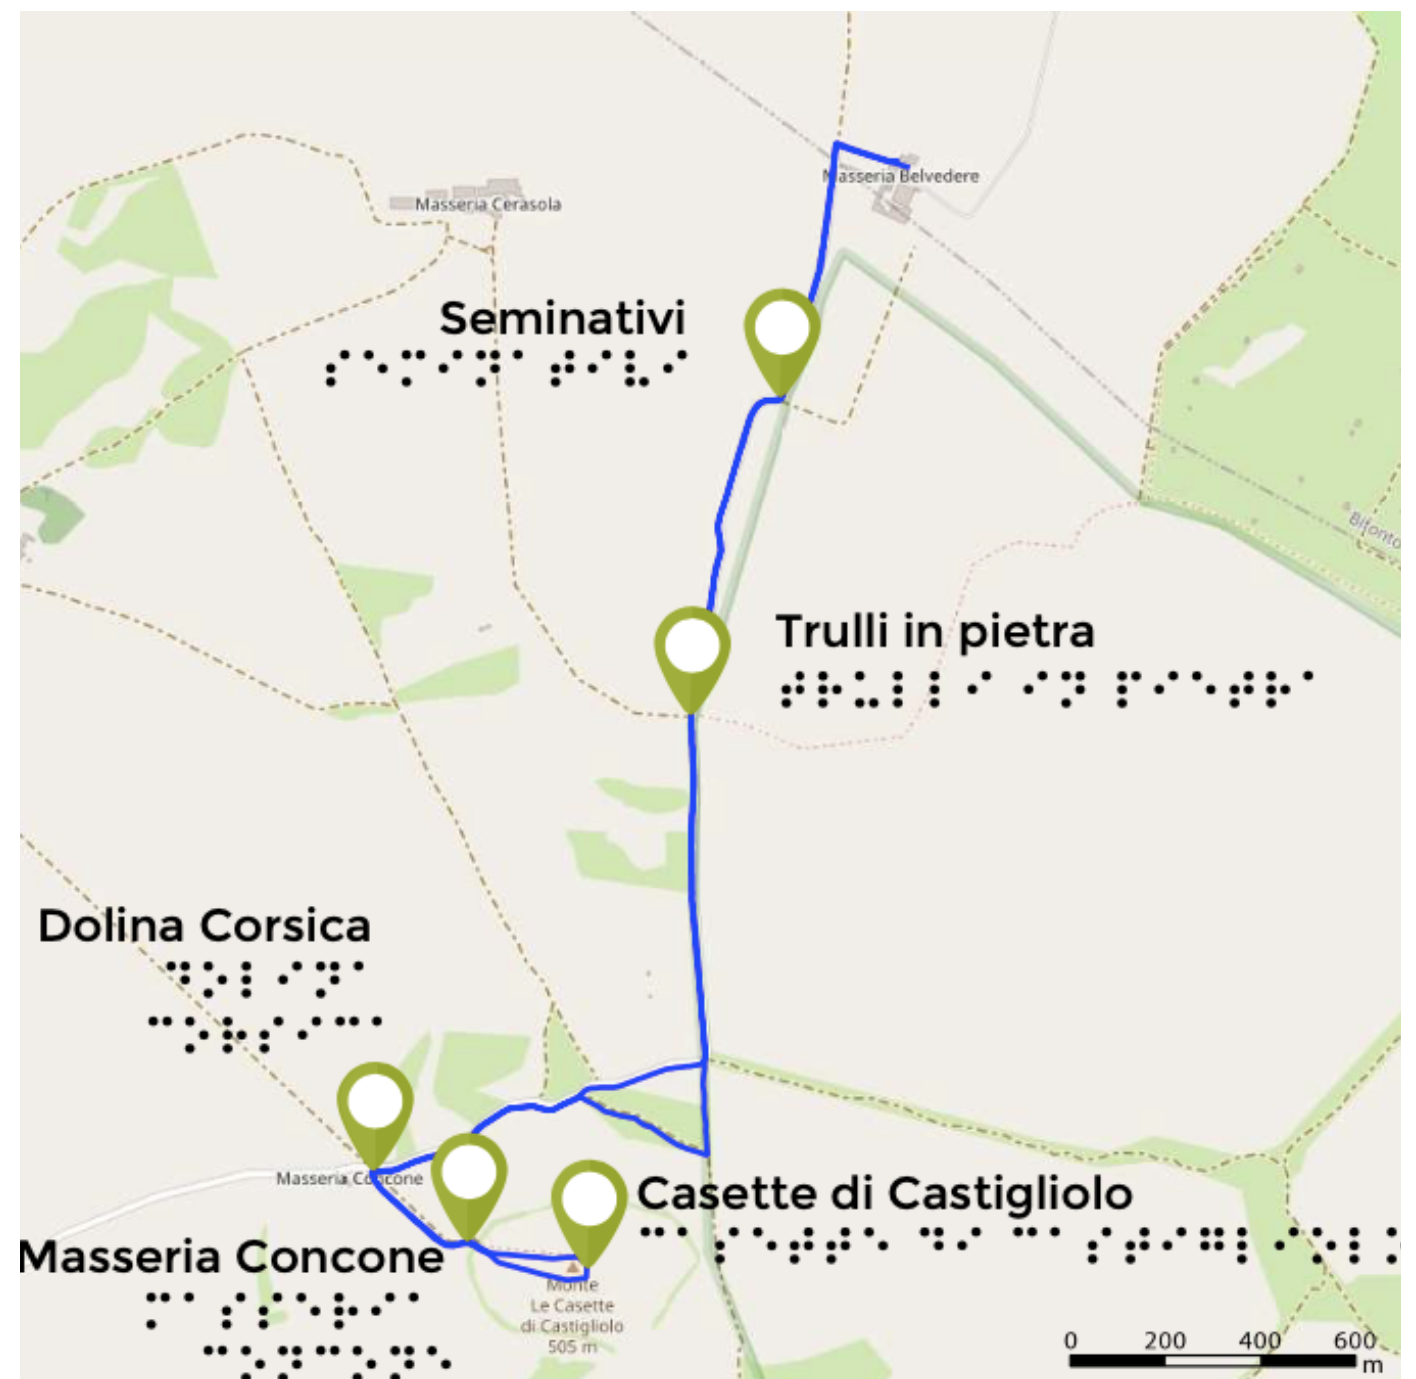 Masseria Belvedere
Masseria Cerasola
Seminativi
⠎⠑⠍⠊⠝⠁⠞⠊⠧⠊
Bifonto
Trulli in pietra
⠞⠗⠥⠇⠇⠊ ⠊⠝ ⠏⠊⠑⠞⠗⠁
Dolina Corsica
⠙⠕⠇⠊⠝⠁
⠉⠕⠗⠎⠊⠉⠁
Masseria Concone
Casette di Castigliolo
⠉⠁⠎⠑⠞⠞⠑ ⠙⠊ ⠉⠁⠎⠞⠊⠛⠇⠊⠕⠇⠕
Masseria Concone
⠍⠁⠎⠎⠑⠗⠊⠁
⠉⠕⠝⠉⠕⠝⠑
Monte
Le Casette
di Castigliolo
505 m
0 200 400 600
m